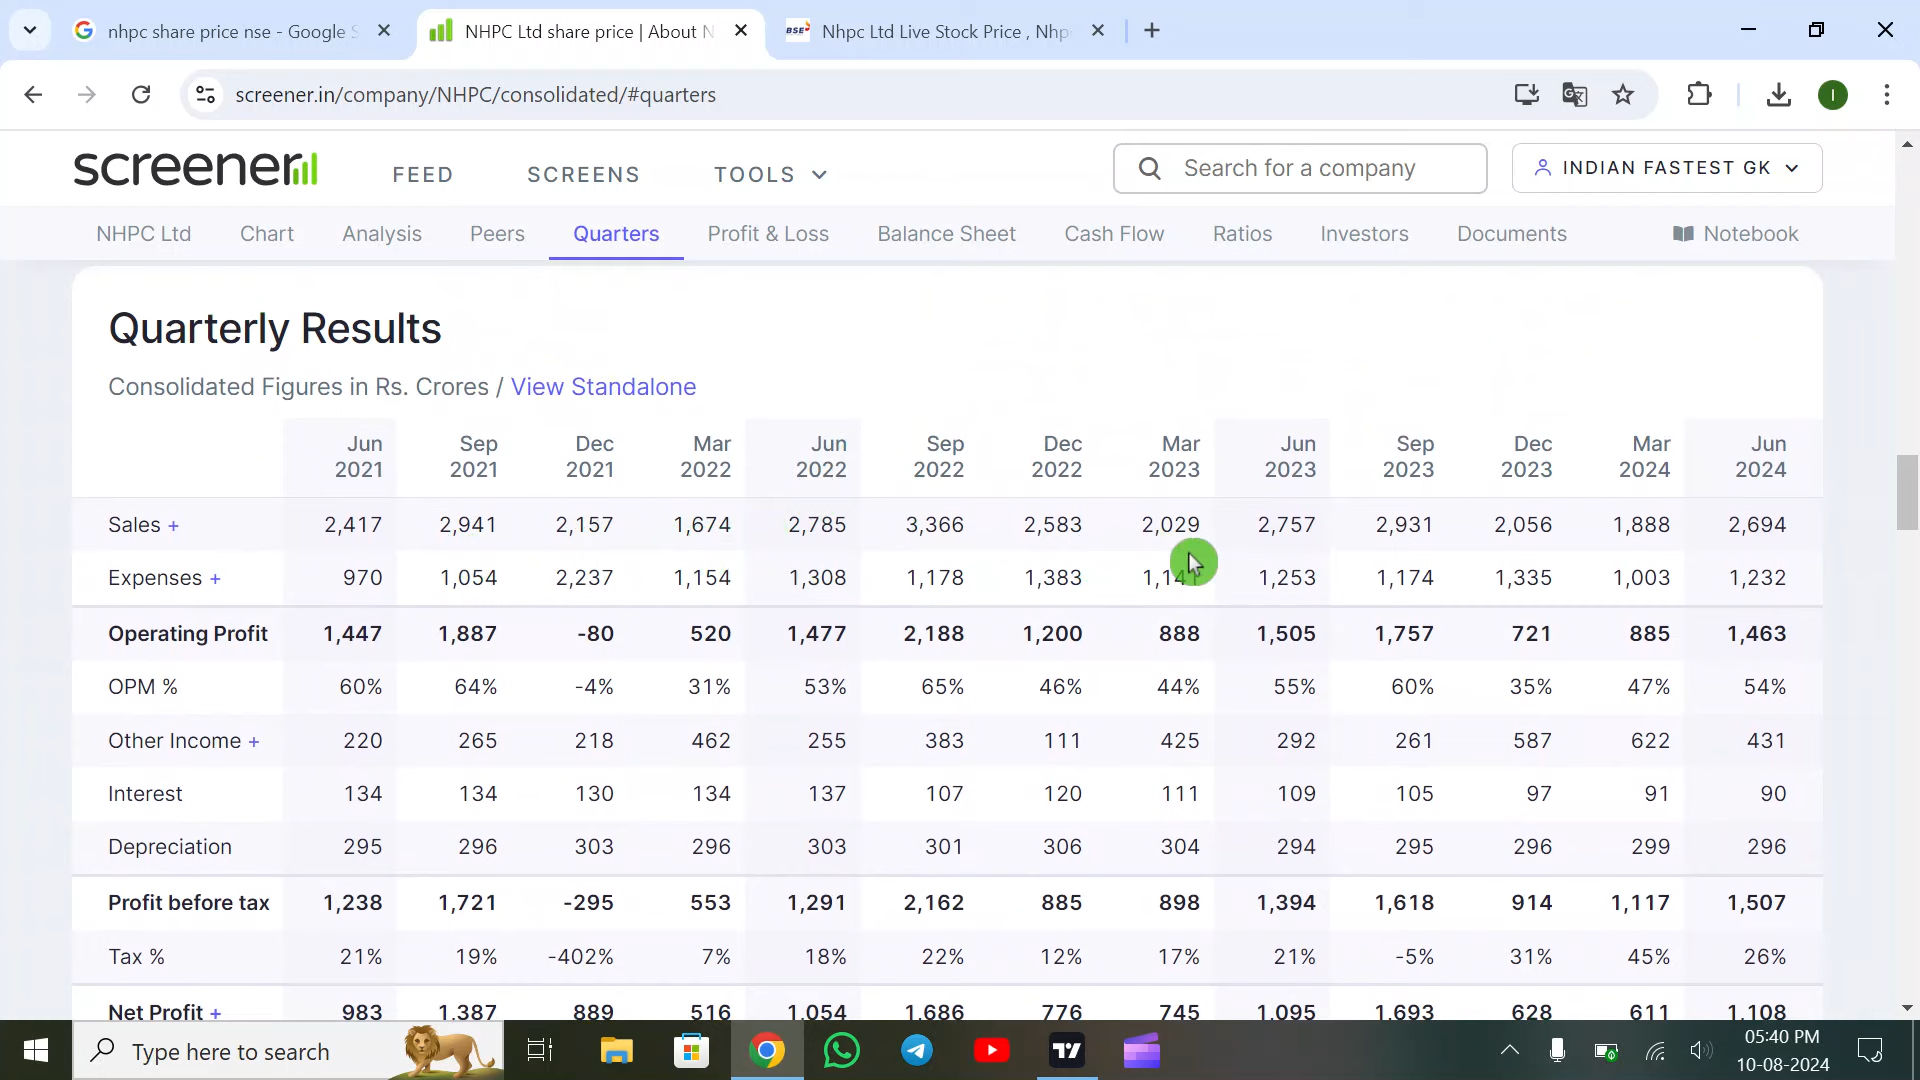 nhpc share price nse - Google S
NHPC Ltd share price | About N
BSE
Nhpc Ltd Live Stock Price , Nhp
screener.in/company/NHPC/consolidated/#quarters
I
screener
FEED
SCREENS
TOOLS
Search for a company
INDIAN FASTEST GK
NHPC Ltd Chart Analysis Peers Quarters Profit & Loss Balance Sheet Cash Flow Ratios Investors Documents Notebook
Quarterly Results
Consolidated Figures in Rs. Crores / View Standalone
Jun Sep Dec Mar Jun Sep Dec Mar Jun Sep Dec Mar Jun
2021 2021 2021 2022 2022 2022 2022 2023 2023 2023 2023 2024 2024
Sales + 2,417 2,941 2,157 1,674 2,785 3,366 2,583 2,029 2,757 2,931 2,056 1,888 2,694
Expenses + 970 1,054 2,237 1,154 1,308 1,178 1,383 1,253 1,174 1,335 1,003 1,232
Operating Profit 1,447 1,887 -80 520 1,477 2,188 1,200 888 1,505 1,757 721 885 1,463
OPM % 60% 64% -4% 31% 53% 65% 46% 44% 55% 60% 35% 47% 54%
Other Income + 220 265 218 462 255 383 111 425 292 261 587 622 431
Interest 134 134 130 134 137 107 120 111 109 105 97 91 90
Depreciation 295 296 303 296 303 301 306 304 294 295 296 299 296
Profit before tax 1,238 1,721 -295 553 1,291 2,162 885 898 1,394 1,618 914 1,117 1,507
Tax % 21% 19% -402% 7% 18% 22% 12% 17% 21% -5% 31% 45% 26%
Net Profit + 983 1,387 889 516 1,054 1,686 776 745 1,095 1,693 628 611 1,108
Type here to search
05:40 PM
10-08-2024